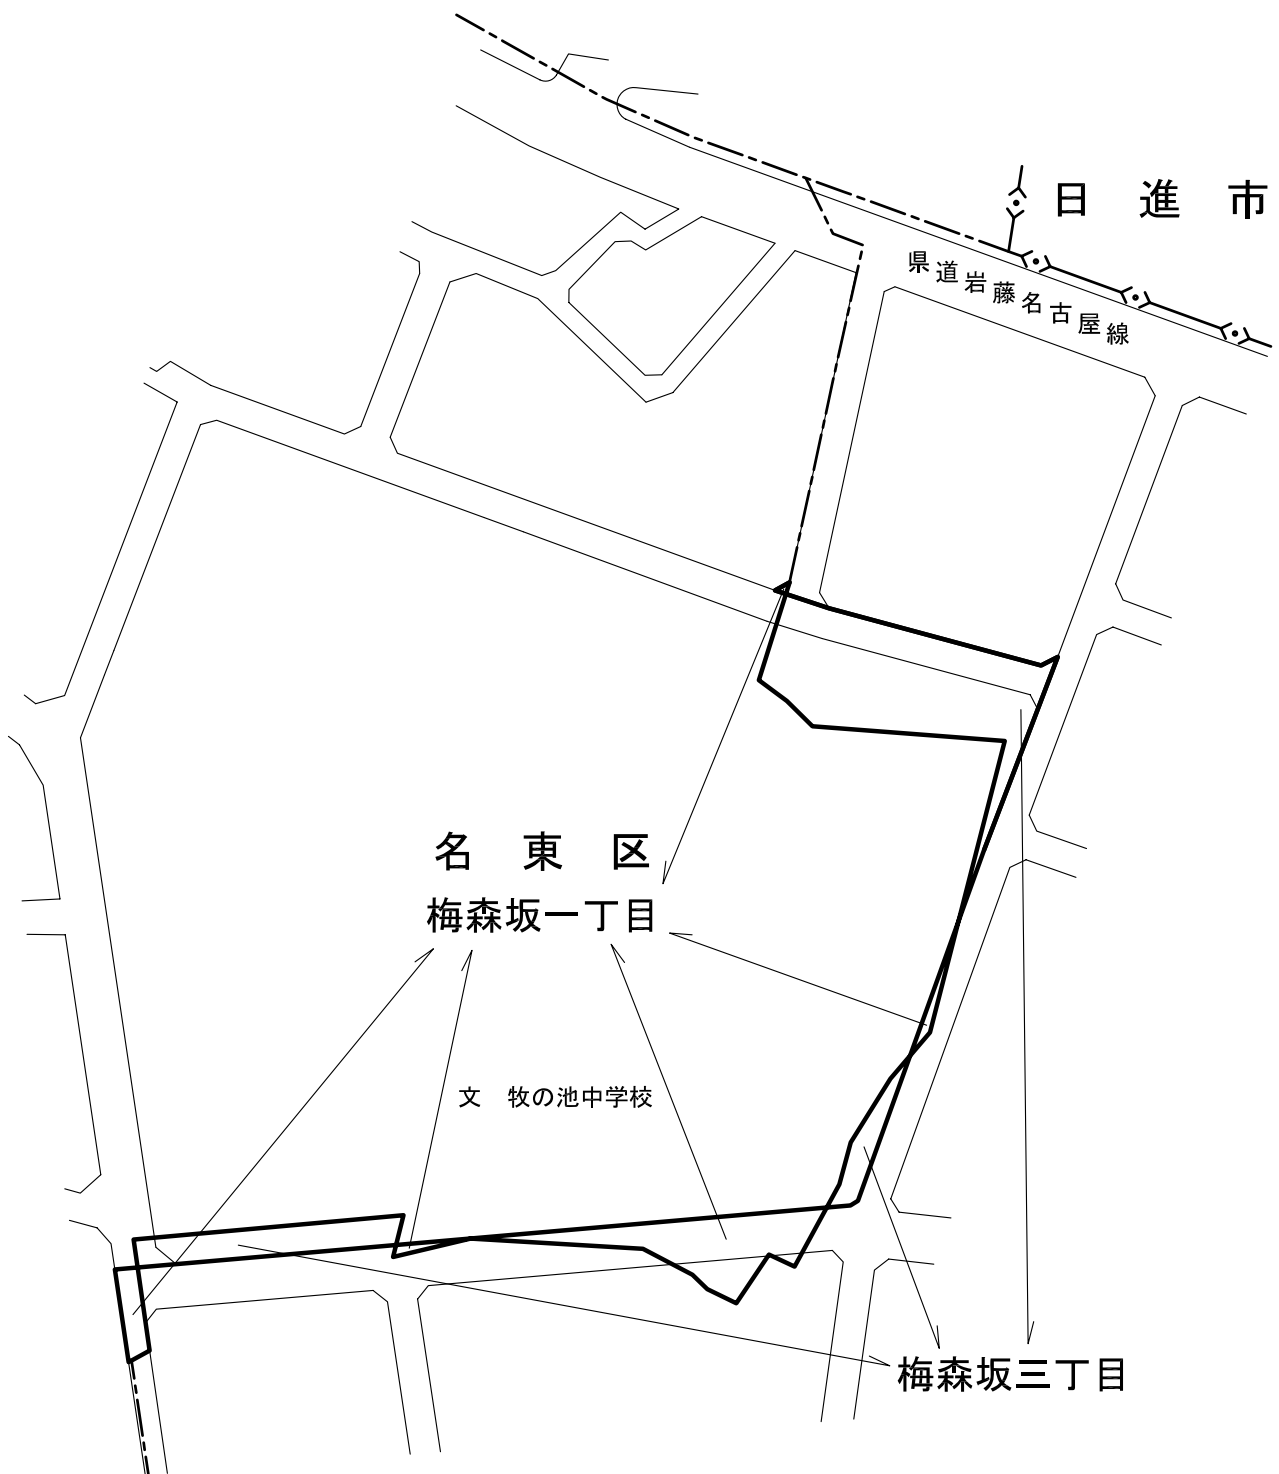 日 進 市
県道岩藤名古屋線
名 東 区
梅森坂一丁目
文 牧の池中学校
梅森坂三丁目